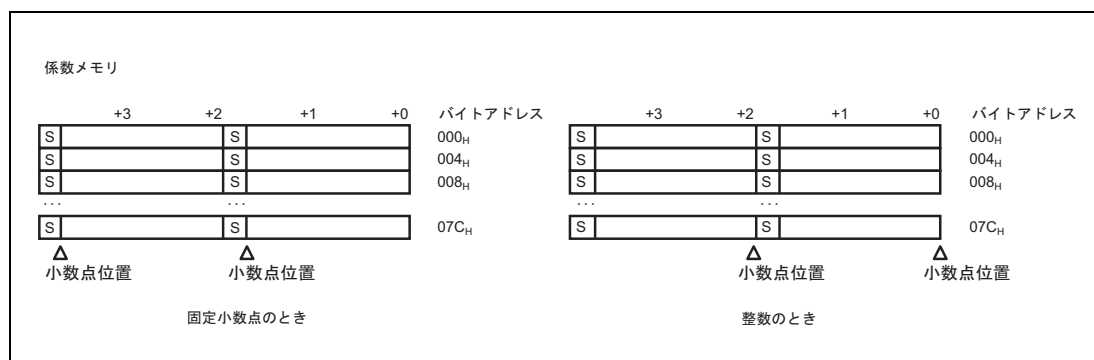 係数メモリ
+3 +2 +1 +0 バイトアドレス
S S 000H
S S 004H
S S 008H
... ...
S S 07CH
小数点位置 小数点位置
固定小数点のとき
+3 +2 +1 +0 バイトアドレス
S S 000H
S S 004H
S S 008H
... ...
S S 07CH
小数点位置 小数点位置
整数のとき